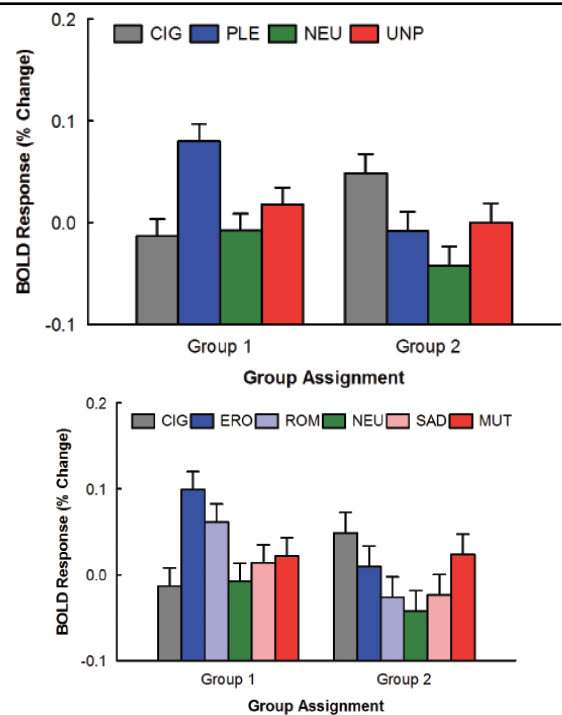 0.2
CIG PLE NEU UNP
0.1
0.0
-0.1
BOLD Response (% Change)
Group 1 Group 2
Group Assignment
0.2
CIG ERO ROM NEU SAD MUT
0.1
0.0
-0.1
BOLD Response (% Change)
Group 1 Group 2
Group Assignment